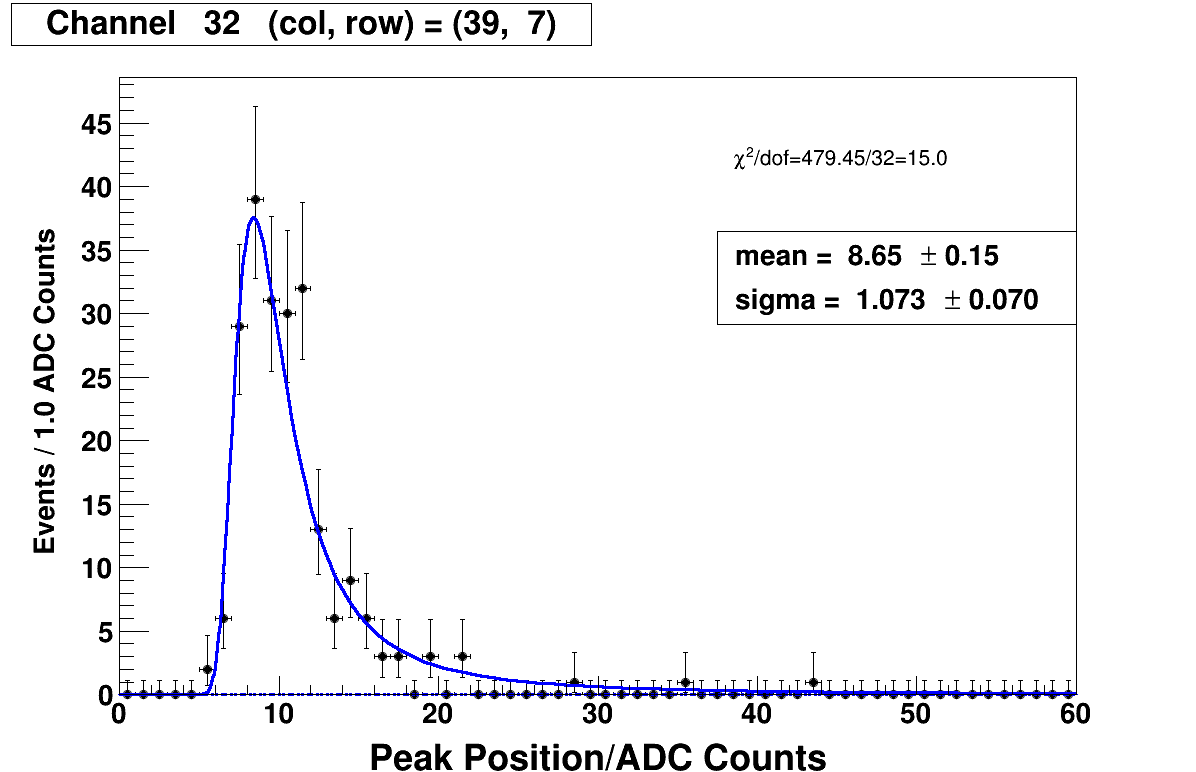 Channel 32 (col, row) = (39, 7)
χ²/dof=479.45/32=15.0
mean = 8.65 ± 0.15
sigma = 1.073 ± 0.070
Events / 1.0 ADC Counts
45
40
35
30
25
20
15
10
5
0
0 10 20 30 40 50 60
Peak Position/ADC Counts